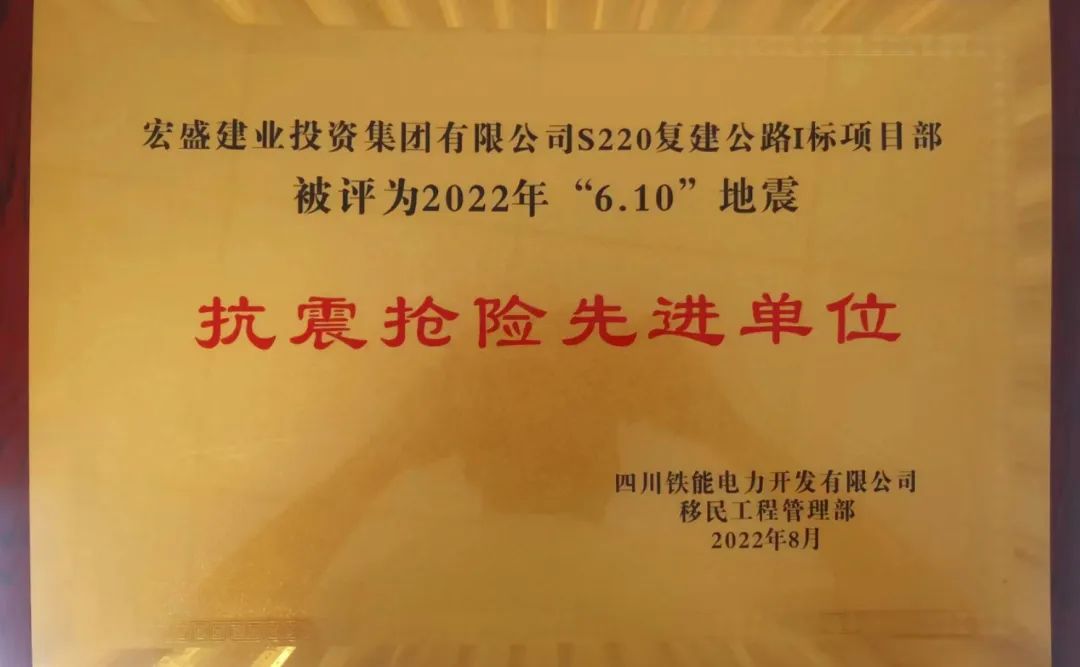 宏盛建业投资集团有限公司S220复建公路I标项目部
被评为2022年“6.10”地震
抗震抢险先进单位
四川铁能电力开发有限公司
移民工程管理部
2022年8月